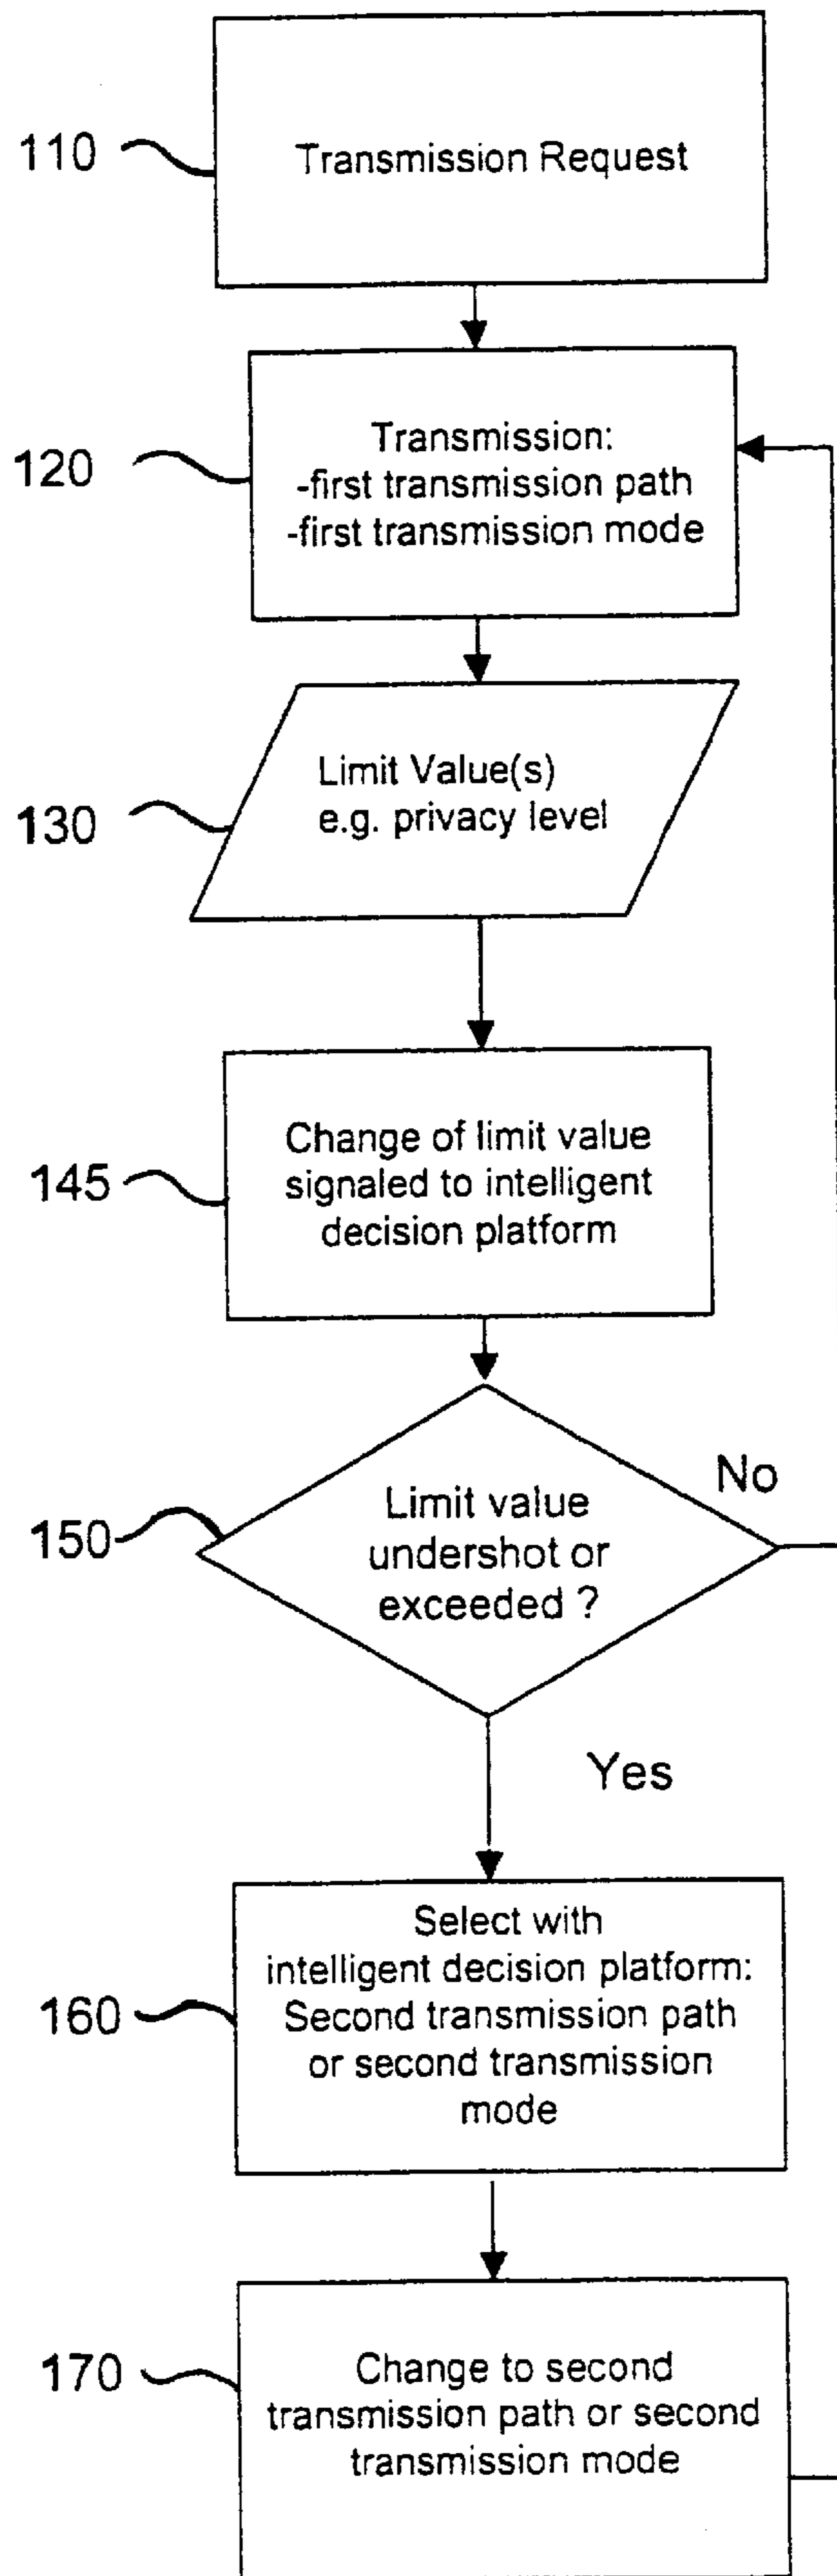 110
Transmission Request
120
Transmission:
-first transmission path
-first transmission mode
130
Limit Value(s)
e.g. privacy level
145
Change of limit value
signaled to intelligent
decision platform
150
Limit value
undershot or
exceeded ?
No
Yes
160
Select with
intelligent decision platform:
Second transmission path
or second transmission
mode
170
Change to second
transmission path or second
transmission mode